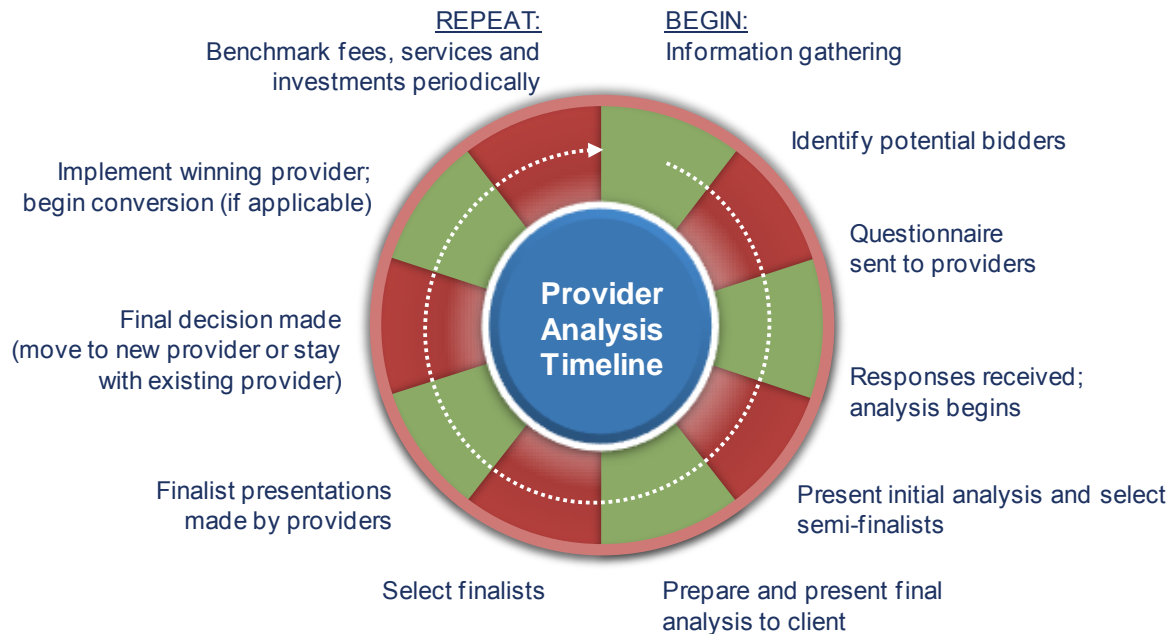 BEGIN:
Information gathering
Identify potential bidders
Questionnaire
sent to providers
Responses received;
analysis begins
Present initial analysis and select
semi-finalists
Prepare and present final
analysis to client
Select finalists
Finalist presentations
made by providers
Final decision made
(move to new provider or stay
with existing provider)
Implement winning provider;
begin conversion (if applicable)
REPEAT:
Benchmark fees, services and
investments periodically
Provider
Analysis
Timeline